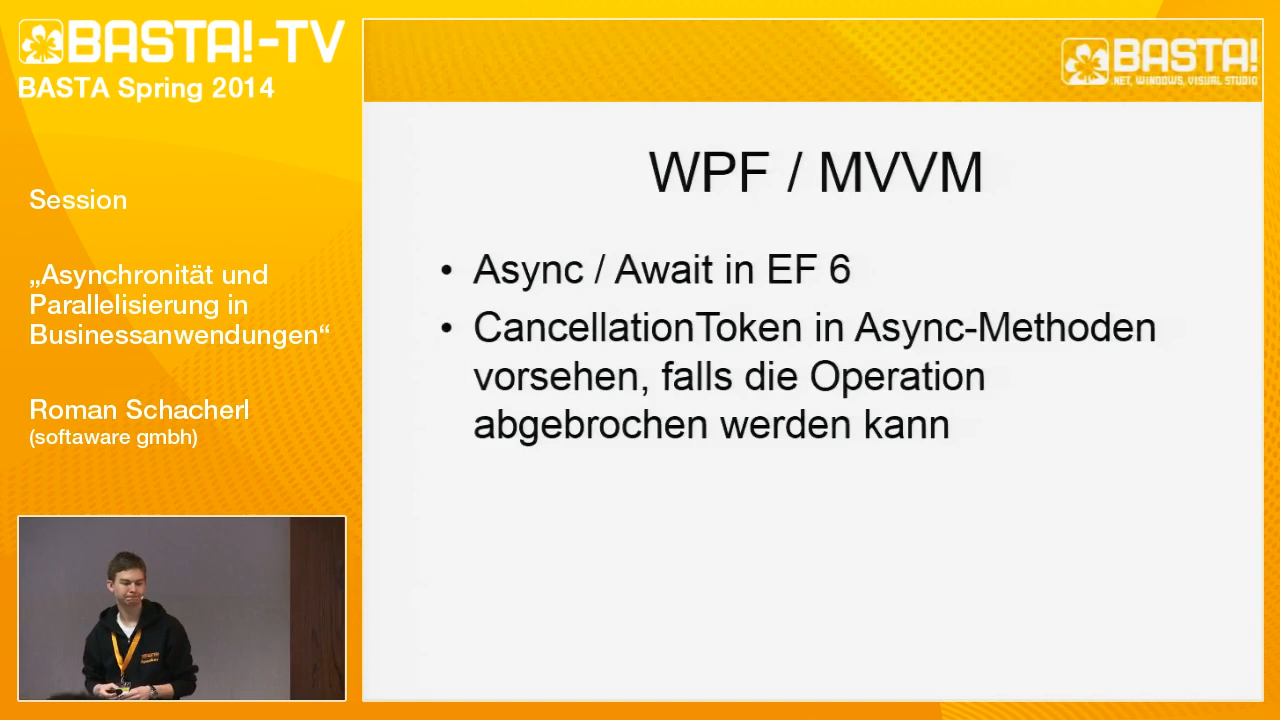 BASTA!-TV
BASTA Spring 2014
Session
„Asynchronität und
Parallelisierung in
Businessanwendungen“
Roman Schacherl
(softaware gmbh)
BASTA!
.NET, WINDOWS, VISUAL STUDIO
WPF / MVVM
• Async / Await in EF 6
• CancellationToken in Async-Methoden
vorsehen, falls die Operation
abgebrochen werden kann